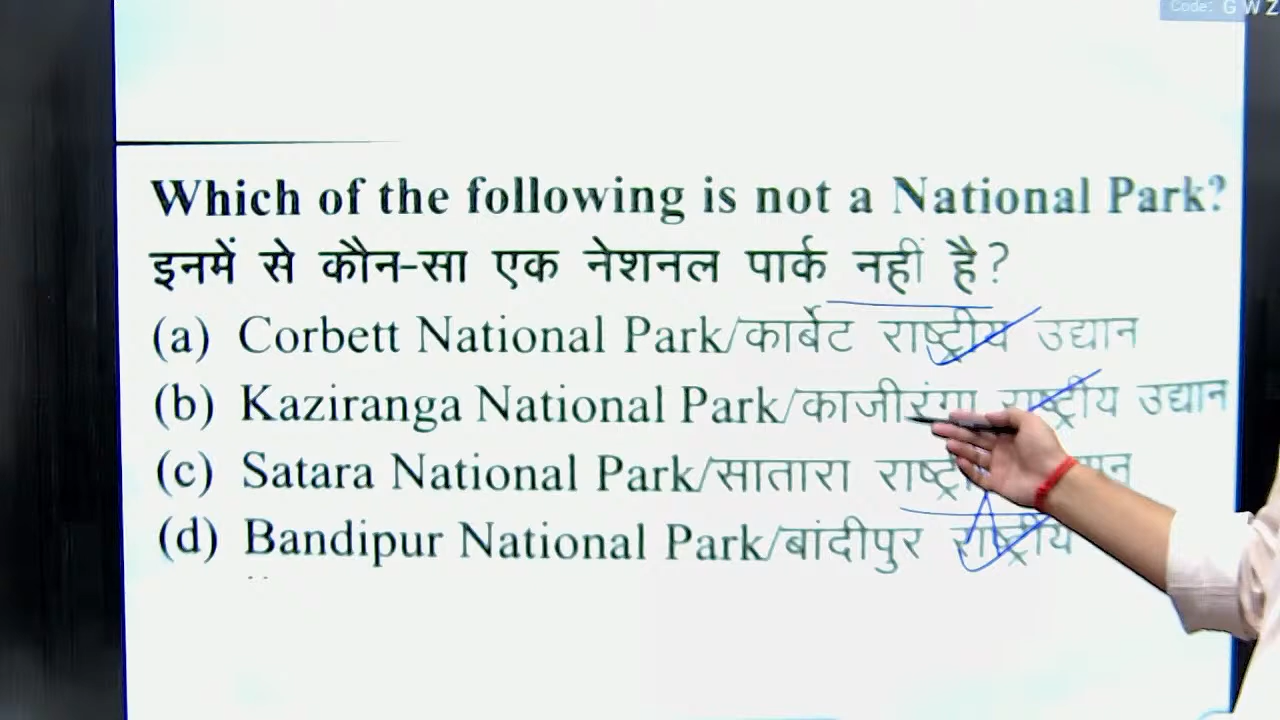 Code: G W Z
Which of the following is not a National Park?
इनमें से कौन-सा एक नेशनल पार्क नहीं है?
(a) Corbett National Park/कार्बेट राष्ट्रीय उद्यान
(b) Kaziranga National Park/काजीरंगा राष्ट्रीय उद्यान
(c) Satara National Park/सातारा
(d) Bandipur National Park/बांदीपुर राष्ट्रीय